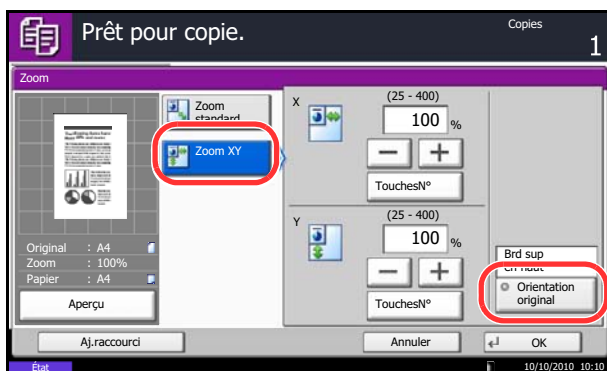 Prêt pour copie.
Copies
1
Zoom
Zoom
standard
Zoom XY
X
(25 - 400)
100 %
TouchesN°
Y
(25 - 400)
100 %
TouchesN°
Original : A4
Zoom : 100%
Papier : A4
Aperçu
Brd sup
en haut
Orientation
original
Aj.raccourci
Annuler
OK
État
10/10/2010 10:10